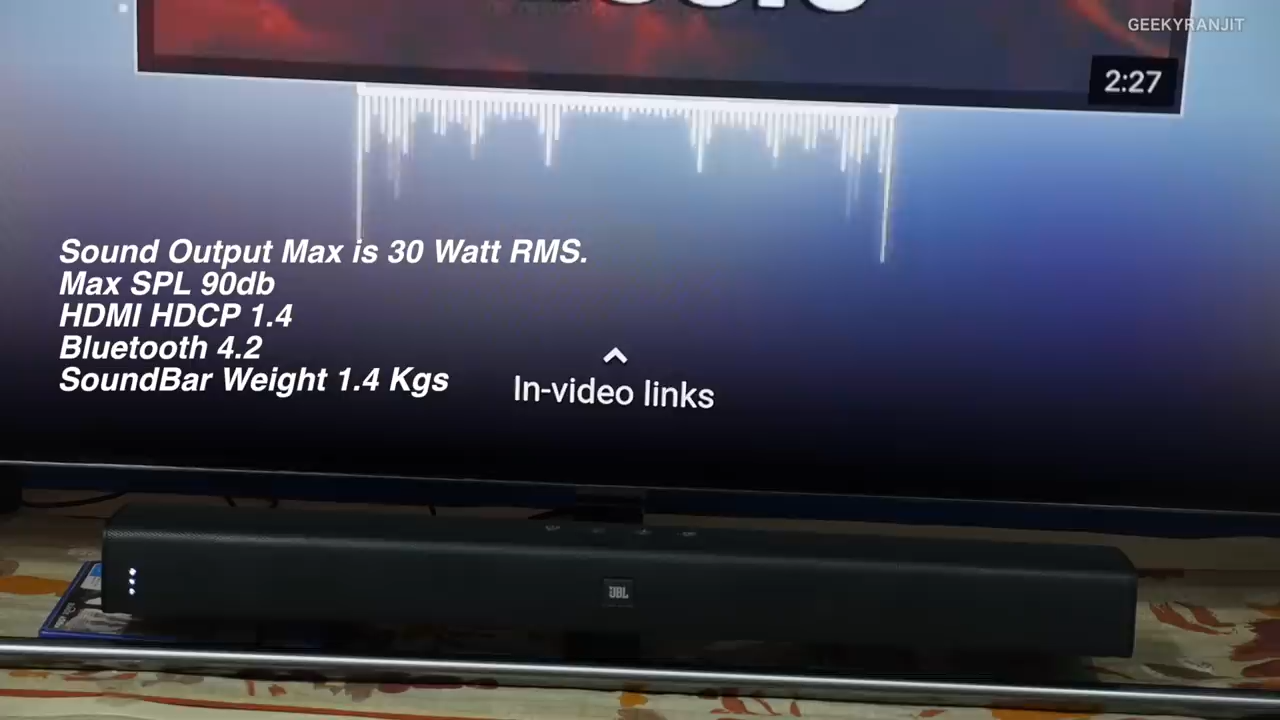 GEEKYRANJIT
2:27
Sound Output Max is 30 Watt RMS.
Max SPL 90db
HDMI HDCP 1.4
Bluetooth 4.2
SoundBar Weight 1.4 Kgs
In-video links
JBL